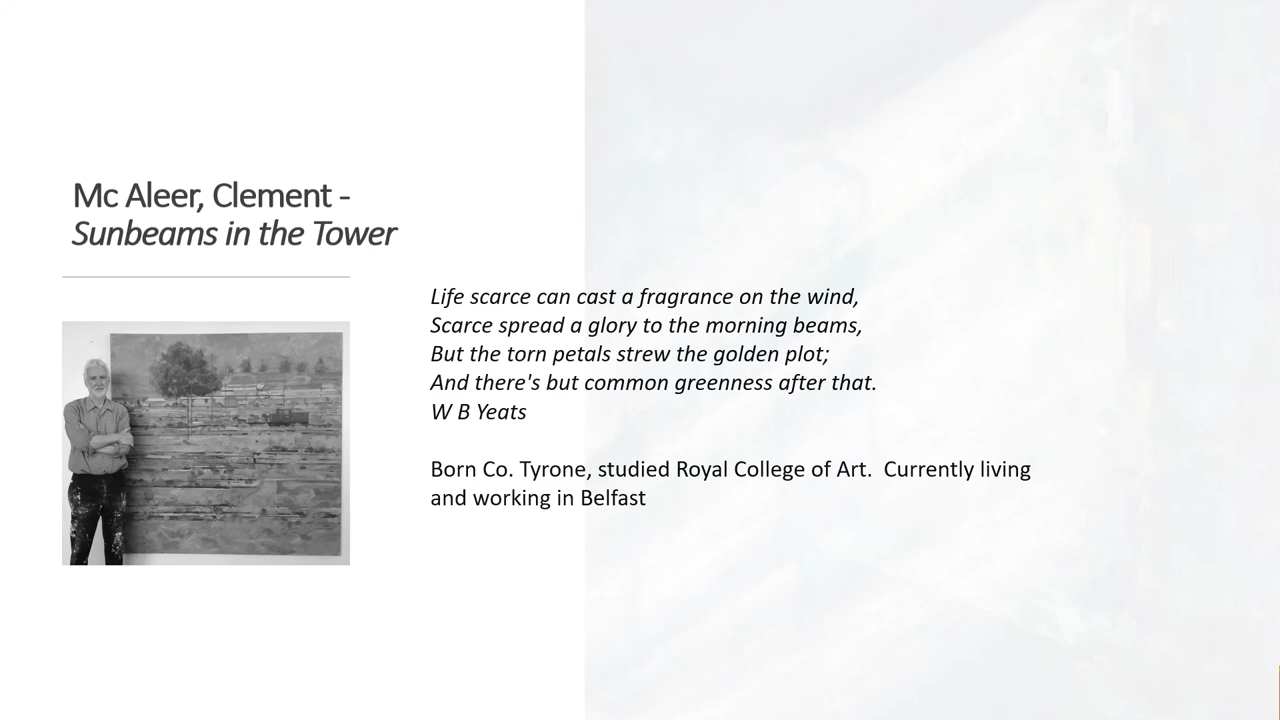 Mc Aleer, Clement -
Sunbeams in the Tower
Life scarce can cast a fragrance on the wind,
Scarce spread a glory to the morning beams,
But the torn petals strew the golden plot;
And there's but common greenness after that.
W B Yeats
Born Co. Tyrone, studied Royal College of Art.  Currently living
and working in Belfast